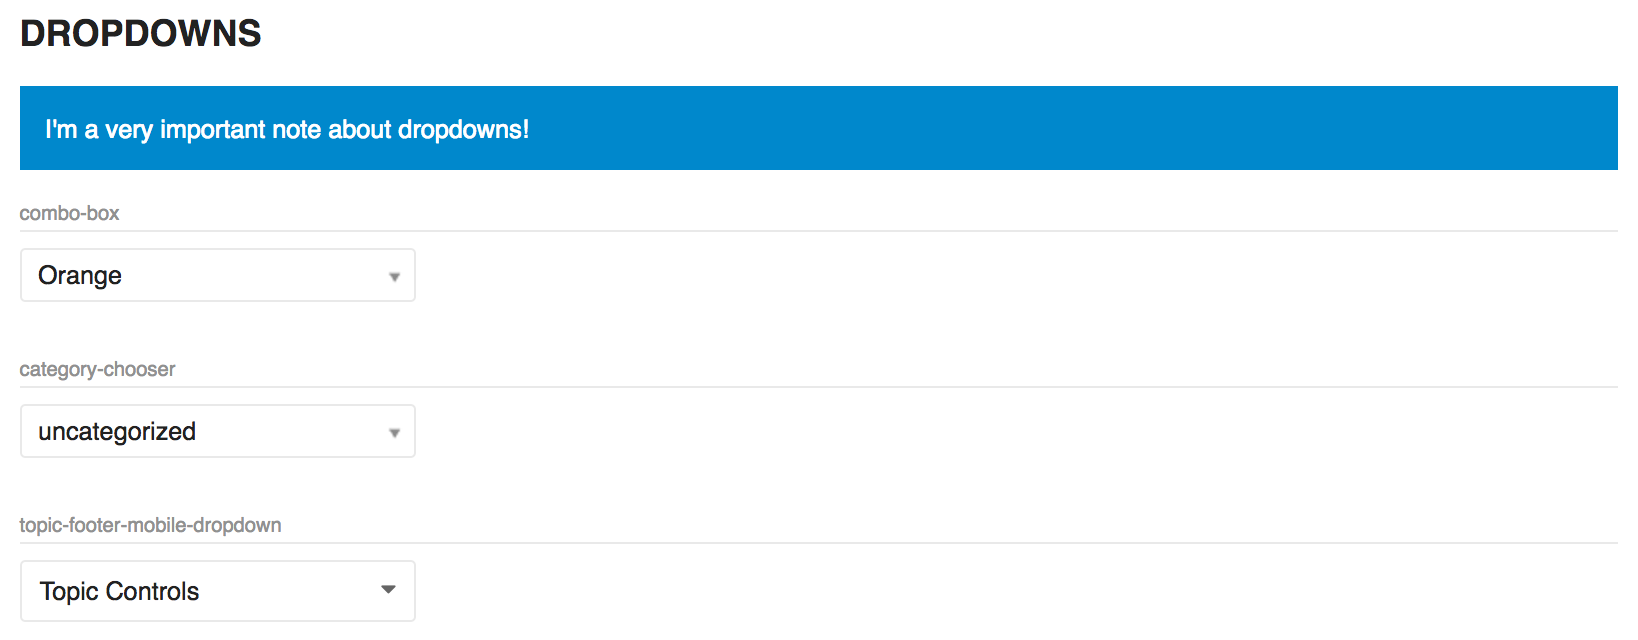 DROPDOWNS
I'm a very important note about dropdowns!
combo-box
Orange
category-chooser
uncategorized
topic-footer-mobile-dropdown
Topic Controls